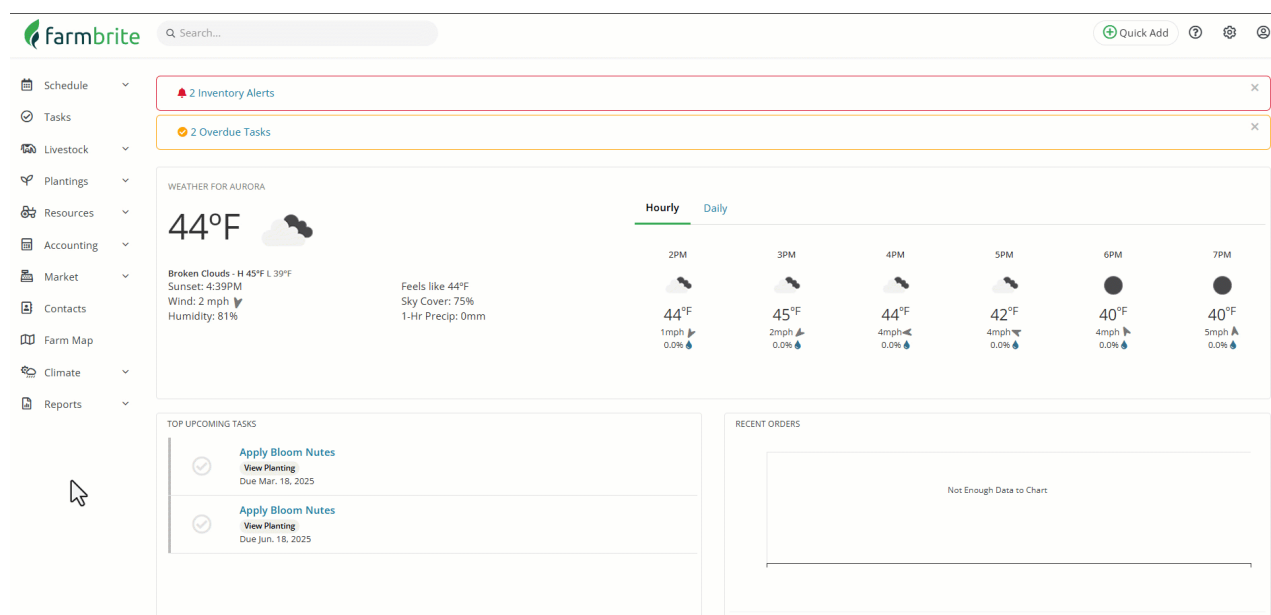 farmbrite
Search...
Quick Add
Schedule
Tasks
Livestock
Plantings
Resources
Accounting
Market
Contacts
Farm Map
Climate
Reports
2 Inventory Alerts
2 Overdue Tasks
WEATHER FOR AURORA
44°F
Broken Clouds - H 45°F L 39°F
Sunset: 4:39PM
Wind: 2 mph
Humidity: 81%
Feels like 44°F
Sky Cover: 75%
1-Hr Precip: 0mm
Hourly Daily
2PM 3PM 4PM 5PM 6PM 7PM
44°F 45°F 44°F 42°F 40°F 40°F
1mph 2mph 4mph 4mph 4mph 5mph
0.0% 0.0% 0.0% 0.0% 0.0% 0.0%
TOP UPCOMING TASKS
Apply Bloom Nutes
View Planting
Due Mar. 18, 2025
Apply Bloom Nutes
View Planting
Due Jun. 18, 2025
RECENT ORDERS
Not Enough Data to Chart